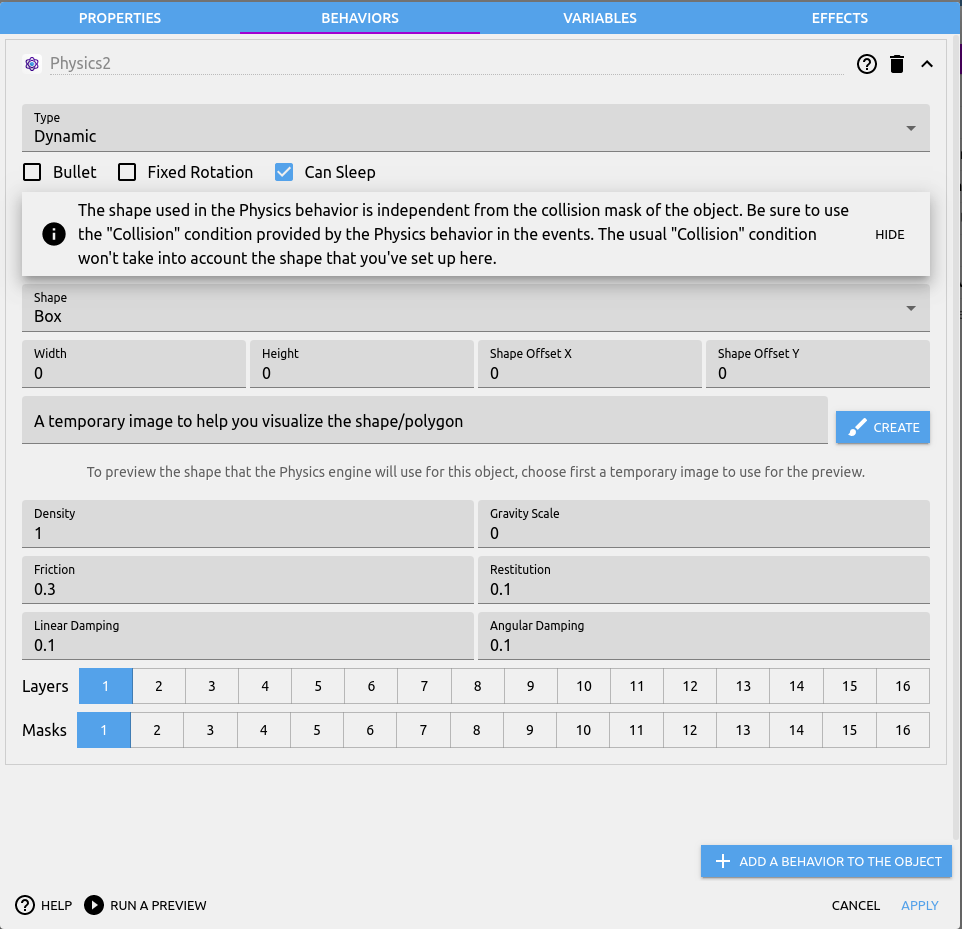 PROPERTIES BEHAVIORS VARIABLES EFFECTS
Physics2
Type
Dynamic
Bullet Fixed Rotation Can Sleep
The shape used in the Physics behavior is independent from the collision mask of the object. Be sure to use
the "Collision" condition provided by the Physics behavior in the events. The usual "Collision" condition
won't take into account the shape that you've set up here.
HIDE
Shape
Box
Width Height Shape Offset X Shape Offset Y
0 0 0 0
A temporary image to help you visualize the shape/polygon
CREATE
To preview the shape that the Physics engine will use for this object, choose first a temporary image to use for the preview.
Density Gravity Scale
1 0
Friction Restitution
0.3 0.1
Linear Damping Angular Damping
0.1 0.1
Layers 1 2 3 4 5 6 7 8 9 10 11 12 13 14 15 16
Masks 1 2 3 4 5 6 7 8 9 10 11 12 13 14 15 16
ADD A BEHAVIOR TO THE OBJECT
HELP RUN A PREVIEW CANCEL APPLY